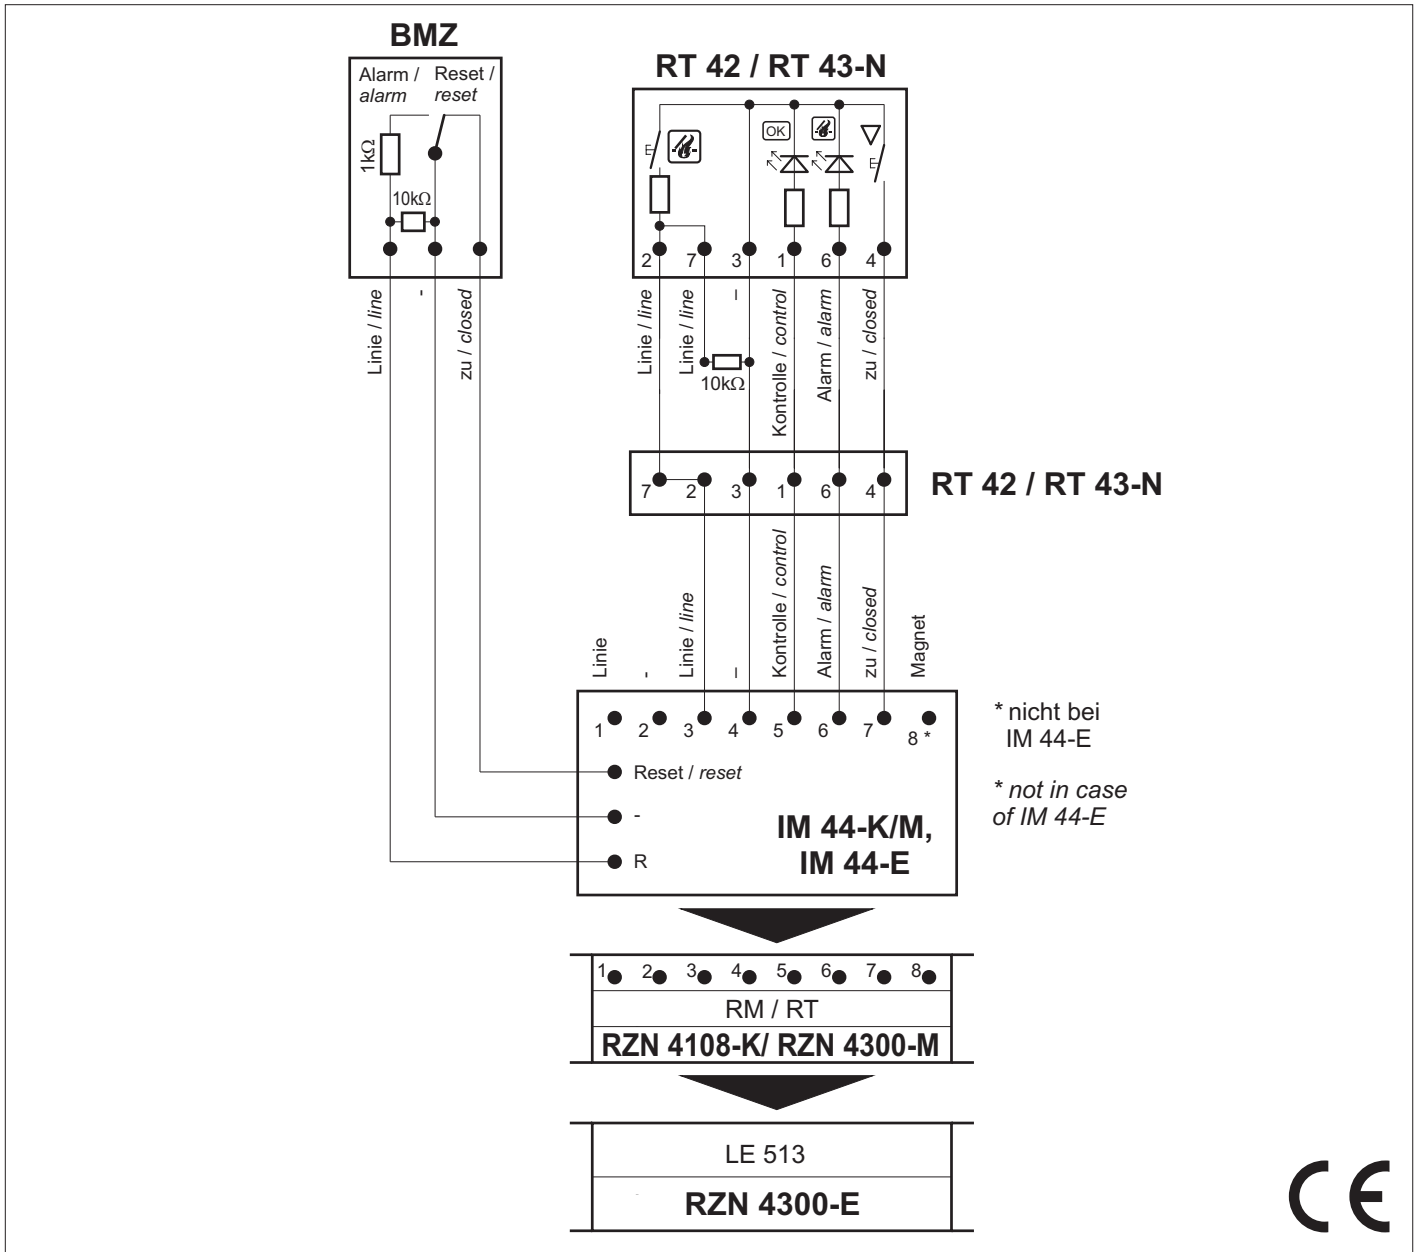 BMZ
Alarm / Reset /
alarm reset
1kΩ
10kΩ
Linie / line
-
zu / closed
RT 42 / RT 43-N
OK
2 7 3 1 6 4
Linie / line
Linie / line
–
Kontrolle / control
Alarm / alarm
zu / closed
10kΩ
7 2 3 1 6 4
RT 42 / RT 43-N
Linie
-
Linie / line
–
Kontrolle / control
Alarm / alarm
zu / closed
Magnet
1 2 3 4 5 6 7 8 *
Reset / reset
-
R
IM 44-K/M,
IM 44-E
* nicht bei
IM 44-E
* not in case
of IM 44-E
1 2 3 4 5 6 7 8
RM / RT
RZN 4108-K/ RZN 4300-M
LE 513
RZN 4300-E
CE